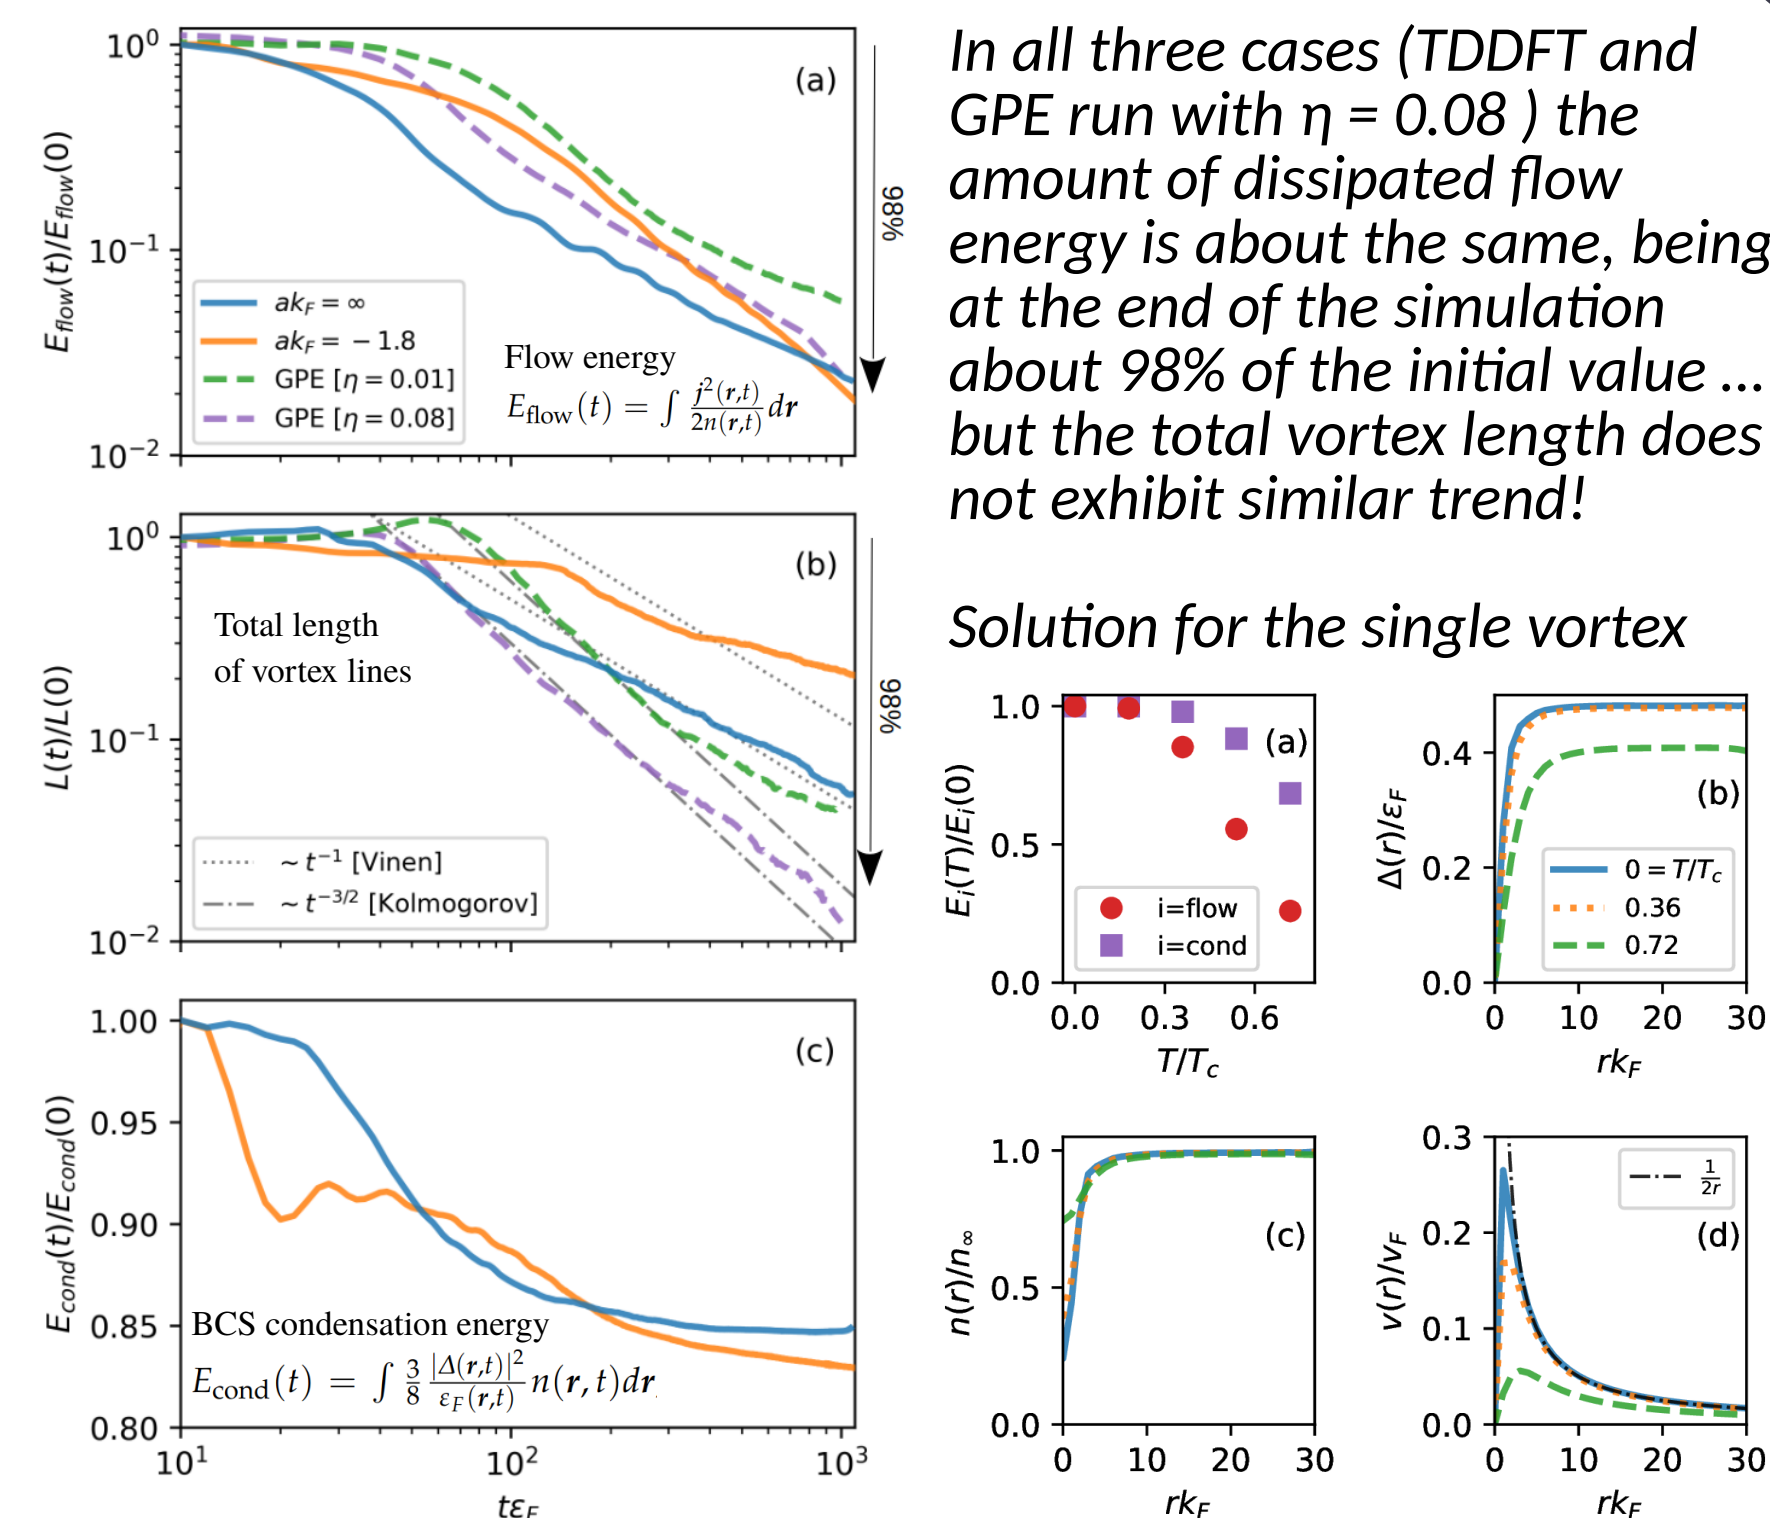 10⁰
10⁻¹
10⁻²
E_flow(t)/E_flow(0)
(a)
98%
ak_F = ∞
ak_F = − 1.8
GPE [η = 0.01]
GPE [η = 0.08]
Flow energy
E_flow(t) = ∫ j²(r,t)/2n(r,t) dr
10⁰
10⁻¹
10⁻²
L(t)/L(0)
(b)
Total length
of vortex lines
98%
~ t⁻¹ [Vinen]
~ t⁻³/² [Kolmogorov]
1.00
0.95
0.90
0.85
0.80
E_cond(t)/E_cond(0)
(c)
BCS condensation energy
E_cond(t) = ∫ 3/8 |Δ(r,t)|²/ε_F(r,t) n(r,t)dr.
10¹ 10² 10³
tε_F
In all three cases (TDDFT and
GPE run with η = 0.08 ) the
amount of dissipated flow
energy is about the same, being
at the end of the simulation
about 98% of the initial value ...
but the total vortex length does
not exhibit similar trend!
Solution for the single vortex
1.0
0.5
0.0
E_i(T)/E_i(0)
(a)
i=flow
i=cond
0.0 0.3 0.6
T/T_c
0.4
0.2
0.0
Δ(r)/ε_F
(b)
0 = T/T_c
0.36
0.72
0 10 20 30
rk_F
1.0
0.5
0.0
n(r)/n_∞
(c)
0 10 20 30
rk_F
0.3
0.2
0.1
0.0
v(r)/v_F
1/2r
(d)
0 10 20 30
rk_F